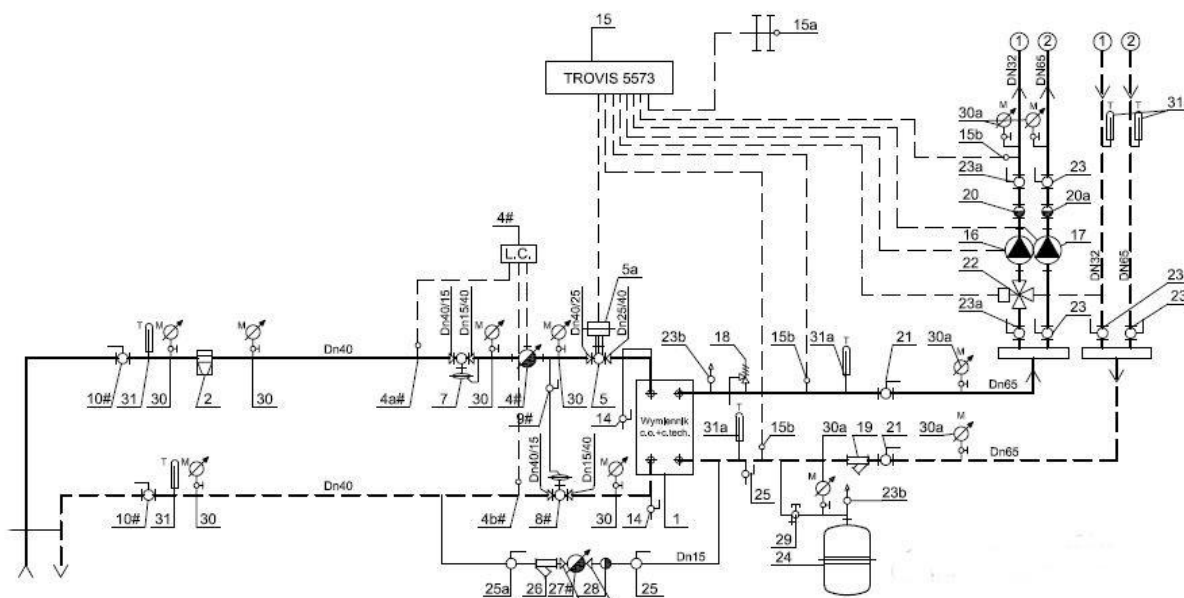 15
15a
TROVIS 5573
1 2 1 2
DN32
DN65
M M T T
30a
31
15b
23a
23
20
20a
16
17
22
DN32
DN65
23
23a
23
23
4#
L.C.
5a
Dn40/15
Dn15/40
Dn40/25
Dn25/40
T M M M M
Dn40
10# 31 30 2 30 4a# 7 30 4# 9# 30 5 14
23b 18 15b 31a T 21 30a M
Dn65
Wymiennik
c.o.+c.tech.
T
31a
15b 30a 19 21 30a
M M
Dn65
Dn40/15
Dn15/40
T M M
Dn40
10# 31 30 4b# 8# 30 14 1
25
29
23b
24
Dn15
25a 26 27# 28 25